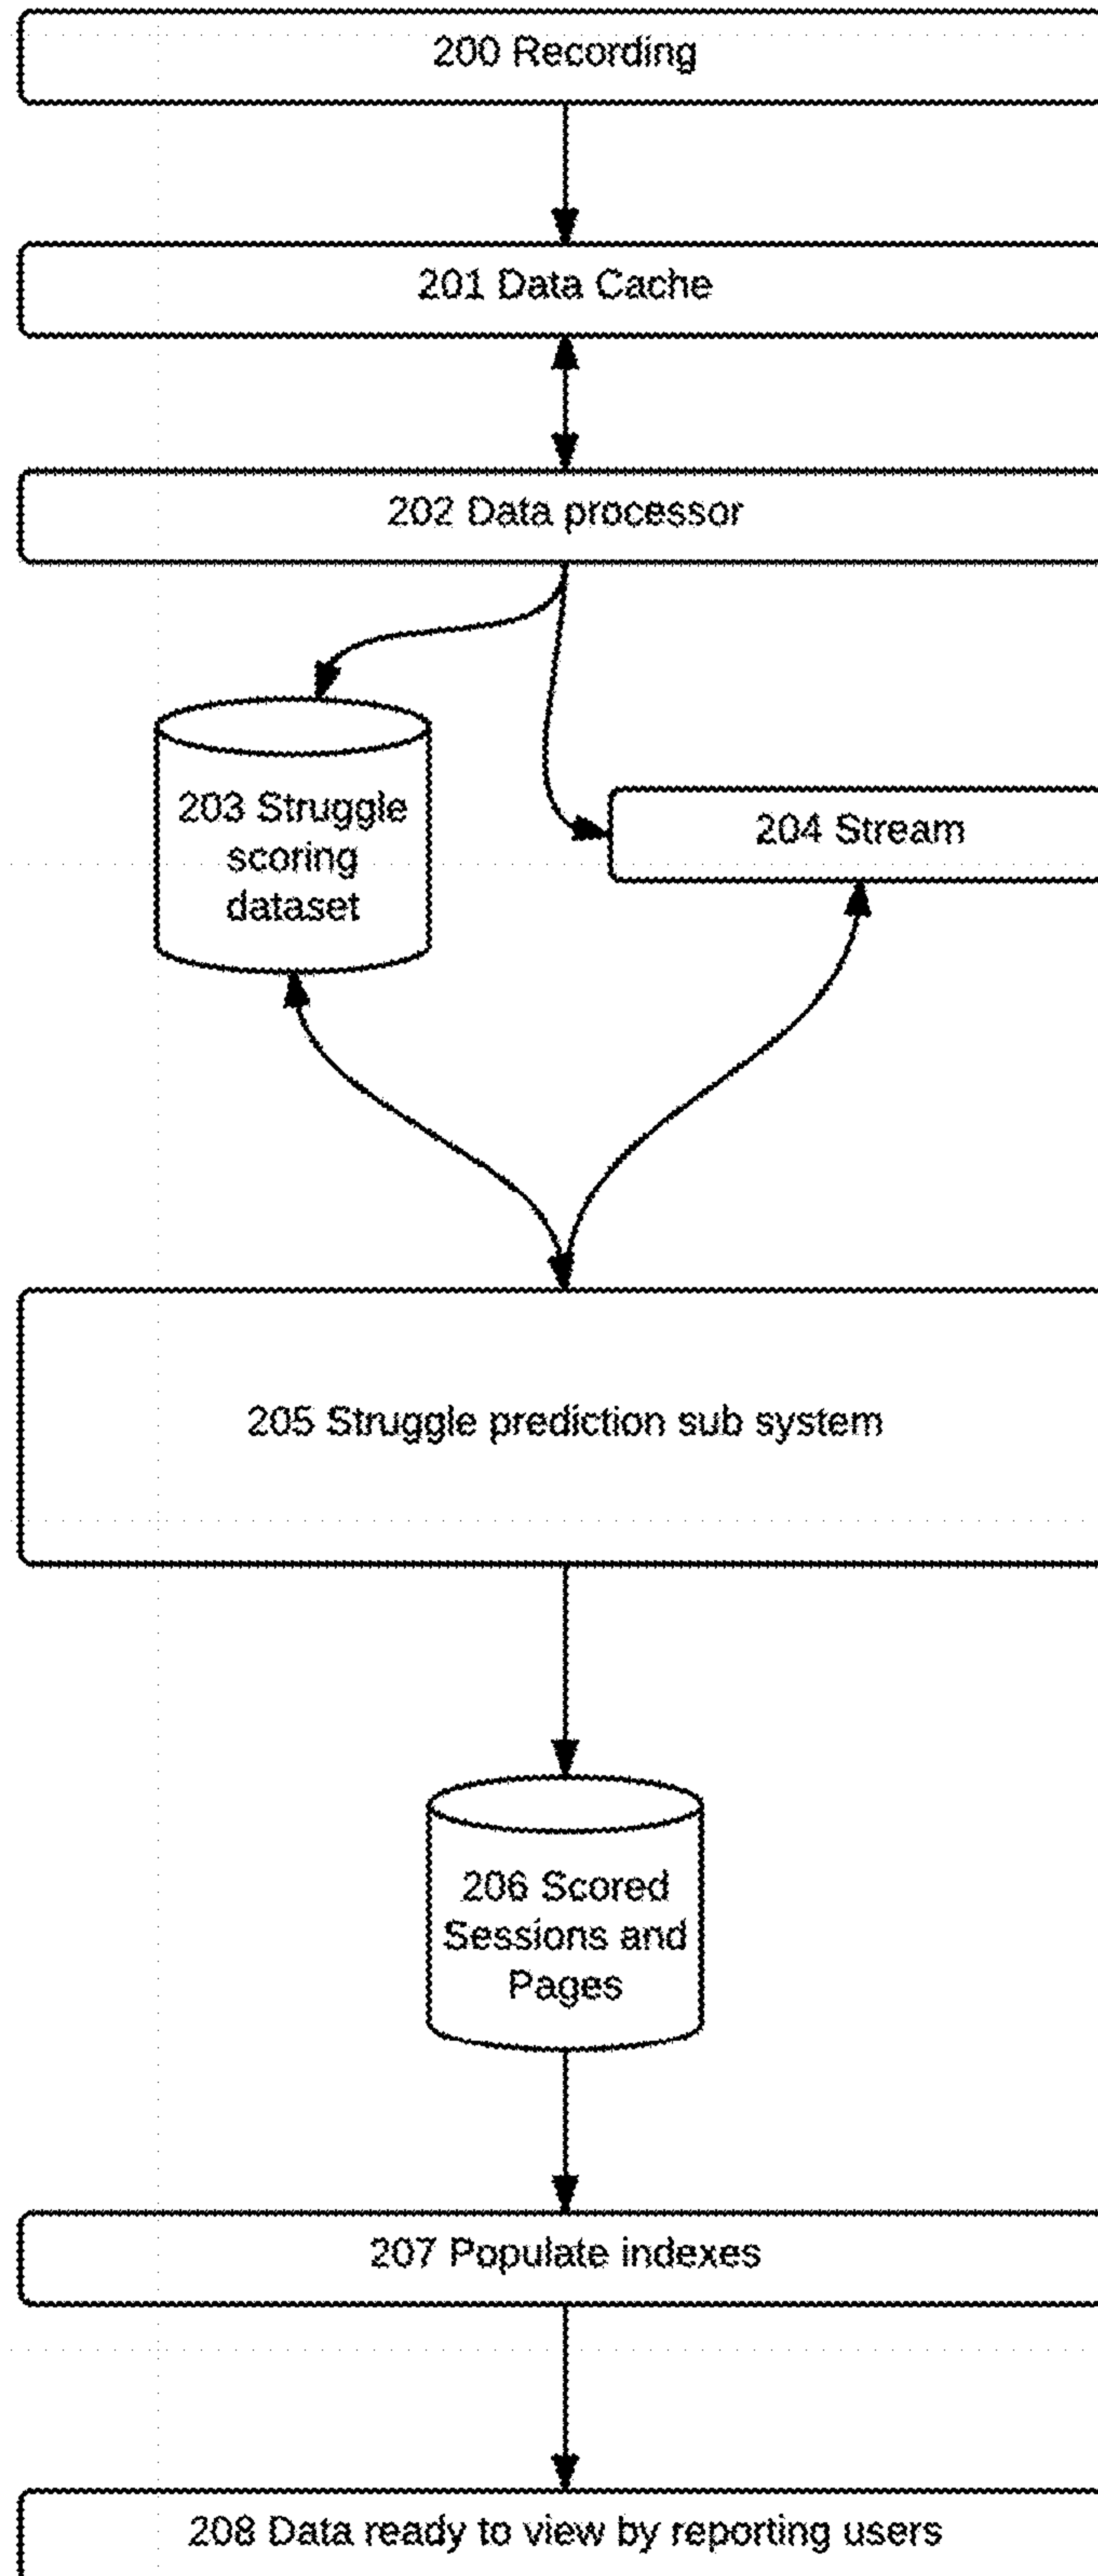 200 Recording
201 Data Cache
202 Data processor
203 Struggle
scoring
dataset
204 Stream
205 Struggle prediction sub system
206 Scored
Sessions and
Pages
207 Populate indexes
208 Data ready to view by reporting users